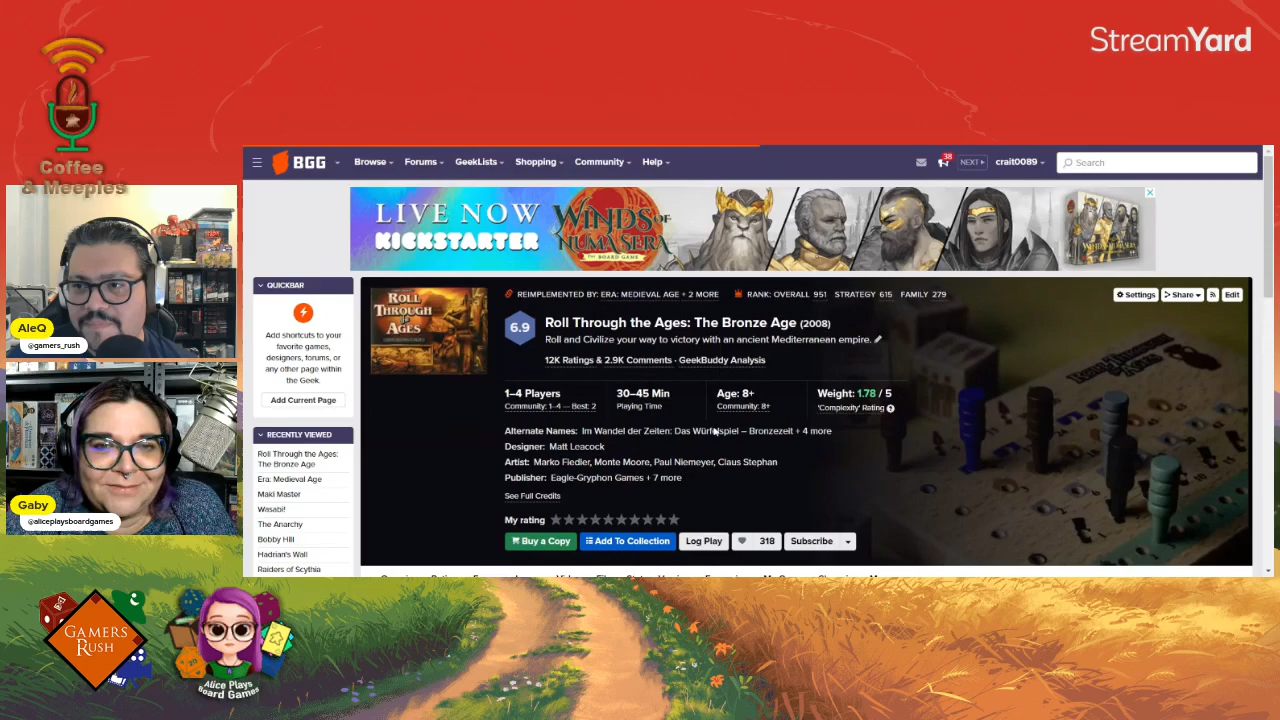 StreamYard
Coffee
& Meeples
BGG Browse Forums GeekLists Shopping Community Help 38 NEXT crait0089 Search
LIVE NOW
KICKSTARTER
WINDS OF
NUMA SERA
THE BOARD GAME
QUICKBAR
Add shortcuts to your
favorite games,
designers, forums, or
any other page within
the Geek.
Add Current Page
RECENTLY VIEWED
Roll Through the Ages:
The Bronze Age
Era: Medieval Age
Maki Master
Wasabi!
The Anarchy
Bobby Hill
Hadrian's Wall
Raiders of Scythia
ROLL
THROUGH
THE AGES
REIMPLEMENTED BY: ERA: MEDIEVAL AGE + 2 MORE RANK: OVERALL 951 STRATEGY 615 FAMILY 279
Settings Share Edit
6.9
Roll Through the Ages: The Bronze Age (2008)
Roll and Civilize your way to victory with an ancient Mediterranean empire.
12K Ratings & 2.9K Comments · GeekBuddy Analysis
1–4 Players 30–45 Min Age: 8+ Weight: 1.78 / 5
Community: 1–4 — Best: 2 Playing Time Community: 8+ 'Complexity' Rating
Alternate Names: Im Wandel der Zeiten: Das Würfelspiel – Bronzezeit + 4 more
Designer: Matt Leacock
Artist: Marko Fiedler, Monte Moore, Paul Niemeyer, Claus Stephan
Publisher: Eagle-Gryphon Games + 7 more
See Full Credits
My rating
Buy a Copy Add To Collection Log Play 318 Subscribe
AleQ
@gamers_rush
Gaby
@aliceplaysboardgames
GAMERS
RUSH
Alice Plays
Board Games